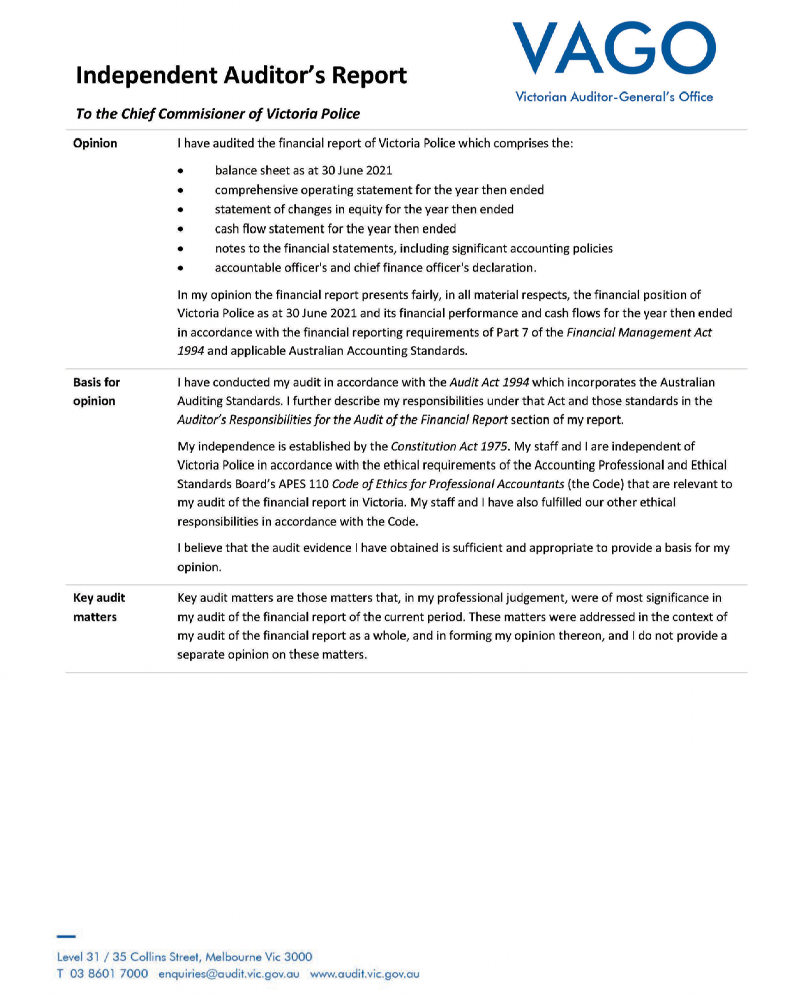 VAGO
Victorian Auditor-General's Office
Independent Auditor's Report
To the Chief Commisioner of Victoria Police
Opinion
I have audited the financial report of Victoria Police which comprises the:
• balance sheet as at 30 June 2021
• comprehensive operating statement for the year then ended
• statement of changes in equity for the year then ended
• cash flow statement for the year then ended
• notes to the financial statements, including significant accounting policies
• accountable officer's and chief finance officer's declaration.
In my opinion the financial report presents fairly, in all material respects, the financial position of
Victoria Police as at 30 June 2021 and its financial performance and cash flows for the year then ended
in accordance with the financial reporting requirements of Part 7 of the Financial Management Act
1994 and applicable Australian Accounting Standards.
Basis for
opinion
I have conducted my audit in accordance with the Audit Act 1994 which incorporates the Australian
Auditing Standards. I further describe my responsibilities under that Act and those standards in the
Auditor's Responsibilities for the Audit of the Financial Report section of my report.
My independence is established by the Constitution Act 1975. My staff and I are independent of
Victoria Police in accordance with the ethical requirements of the Accounting Professional and Ethical
Standards Board's APES 110 Code of Ethics for Professional Accountants (the Code) that are relevant to
my audit of the financial report in Victoria. My staff and I have also fulfilled our other ethical
responsibilities in accordance with the Code.
I believe that the audit evidence I have obtained is sufficient and appropriate to provide a basis for my
opinion.
Key audit
matters
Key audit matters are those matters that, in my professional judgement, were of most significance in
my audit of the financial report of the current period. These matters were addressed in the context of
my audit of the financial report as a whole, and in forming my opinion thereon, and I do not provide a
separate opinion on these matters.
Level 31 / 35 Collins Street, Melbourne Vic 3000
T 03 8601 7000 enquiries@audit.vic.gov.au www.audit.vic.gov.au